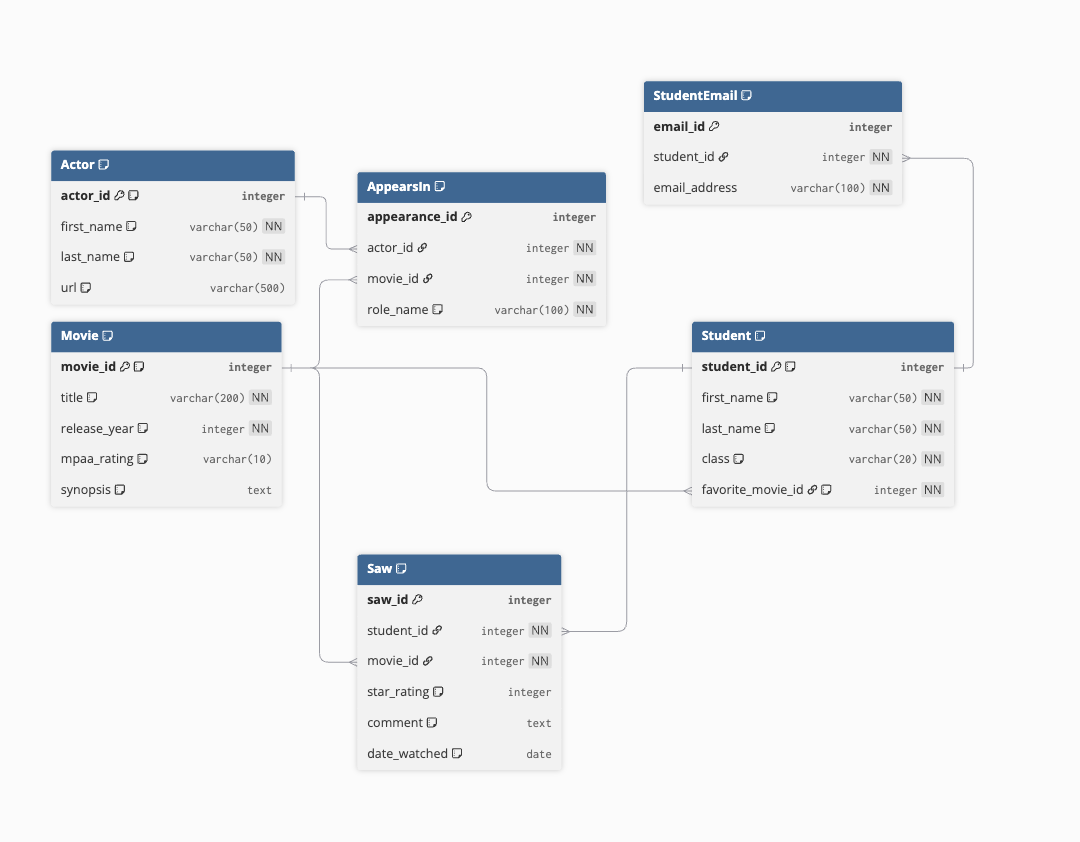 Actor
actor_id integer
first_name varchar(50) NN
last_name varchar(50) NN
url varchar(500)
AppearsIn
appearance_id integer
actor_id integer NN
movie_id integer NN
role_name varchar(100) NN
StudentEmail
email_id integer
student_id integer NN
email_address varchar(100) NN
Movie
movie_id integer
title varchar(200) NN
release_year integer NN
mpaa_rating varchar(10)
synopsis text
Student
student_id integer
first_name varchar(50) NN
last_name varchar(50) NN
class varchar(20) NN
favorite_movie_id integer NN
Saw
saw_id integer
student_id integer NN
movie_id integer NN
star_rating integer
comment text
date_watched date